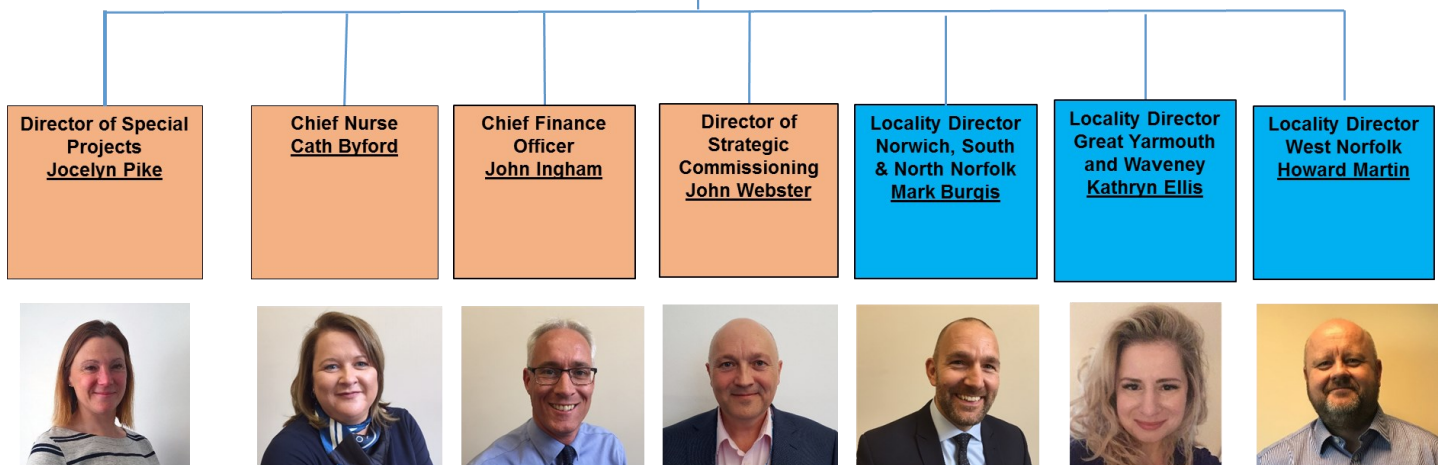 Director of Special
Projects
Jocelyn Pike
Chief Nurse
Cath Byford
Chief Finance
Officer
John Ingham
Director of
Strategic
Commissioning
John Webster
Locality Director
Norwich, South
& North Norfolk
Mark Burgis
Locality Director
Great Yarmouth
and Waveney
Kathryn Ellis
Locality Director
West Norfolk
Howard Martin